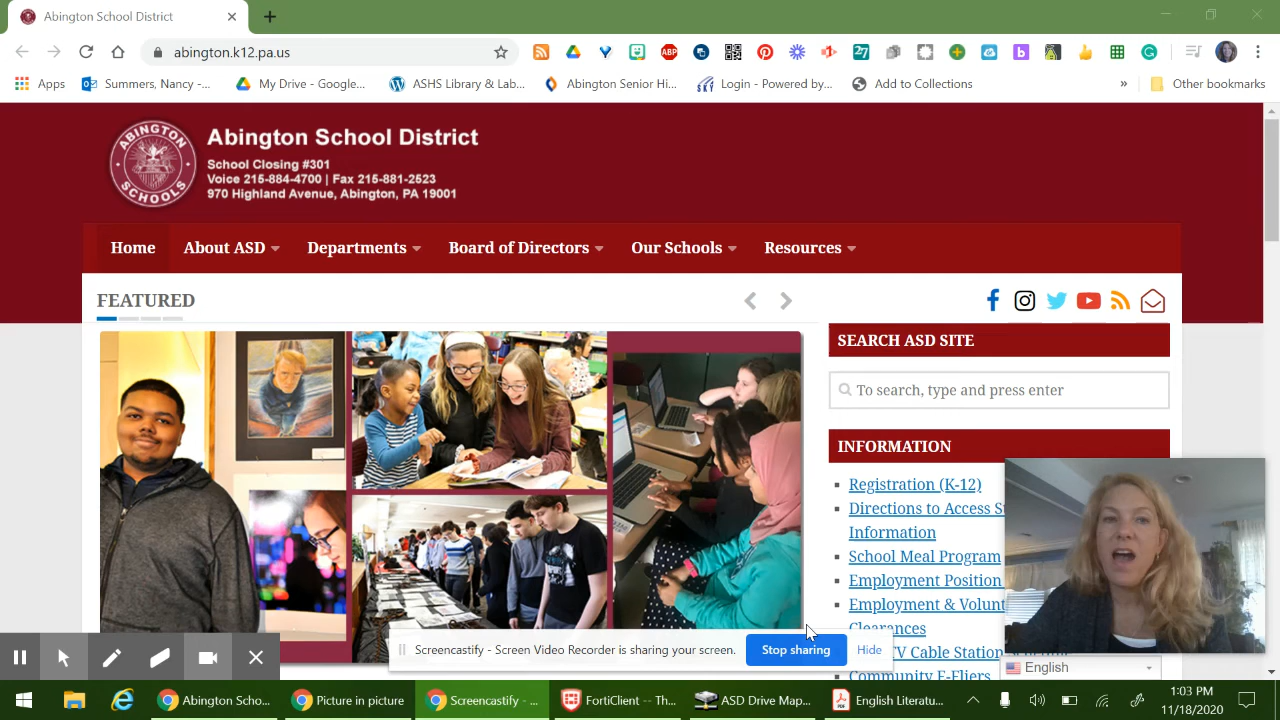 Abington School District
abington.k12.pa.us
ABP
1
27
b
G
Apps
Summers, Nancy -...
My Drive - Google...
ASHS Library & Lab...
Abington Senior Hi...
Login - Powered by...
Add to Collections
»
Other bookmarks
ABINGTON
SCHOOLS
Abington School District
School Closing #301
Voice 215-884-4700 | Fax 215-881-2523
970 Highland Avenue, Abington, PA 19001
Home
About ASD
Departments
Board of Directors
Our Schools
Resources
FEATURED
SEARCH ASD SITE
To search, type and press enter
INFORMATION
Registration (K-12)
Directions to Access S
Information
School Meal Program
Employment Position
Employment & Volunt
Clearances
TV Cable Station
Community E-Fliers
Screencastify - Screen Video Recorder is sharing your screen.
Stop sharing
Hide
English
Abington Scho...
Picture in picture
Screencastify - ...
FortiClient -- Th...
ASD Drive Map...
English Literatu...
1:03 PM
11/18/2020